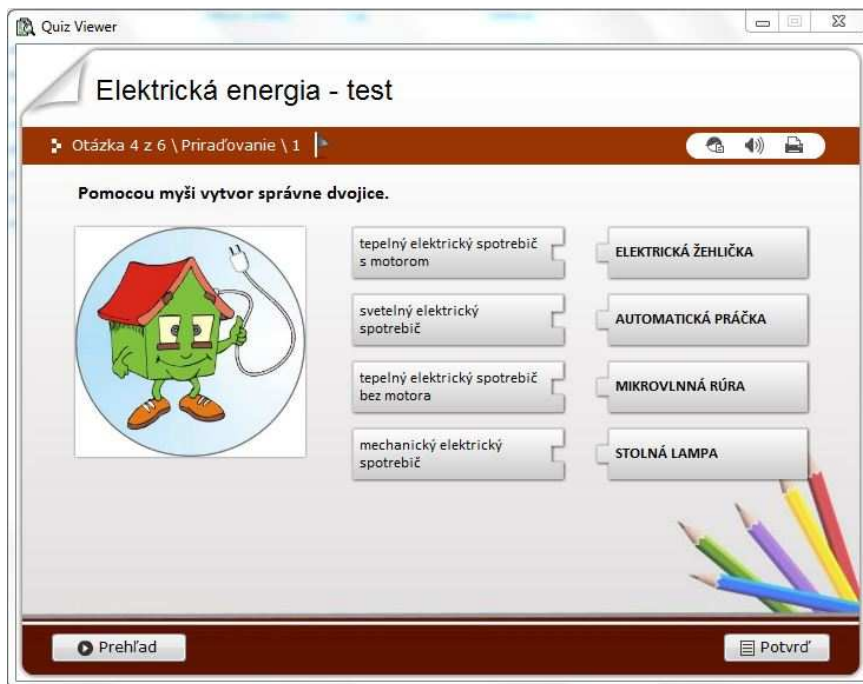 Quiz Viewer
Elektrická energia - test
Otázka 4 z 6 \ Priraďovanie \ 1
Pomocou myši vytvor správne dvojice.
tepelný elektrický spotrebič
s motorom
ELEKTRICKÁ ŽEHLIČKA
svetelný elektrický
spotrebič
AUTOMATICKÁ PRÁČKA
tepelný elektrický spotrebič
bez motora
MIKROVLNNÁ RÚRA
mechanický elektrický
spotrebič
STOLNÁ LAMPA
Prehľad
Potvrď